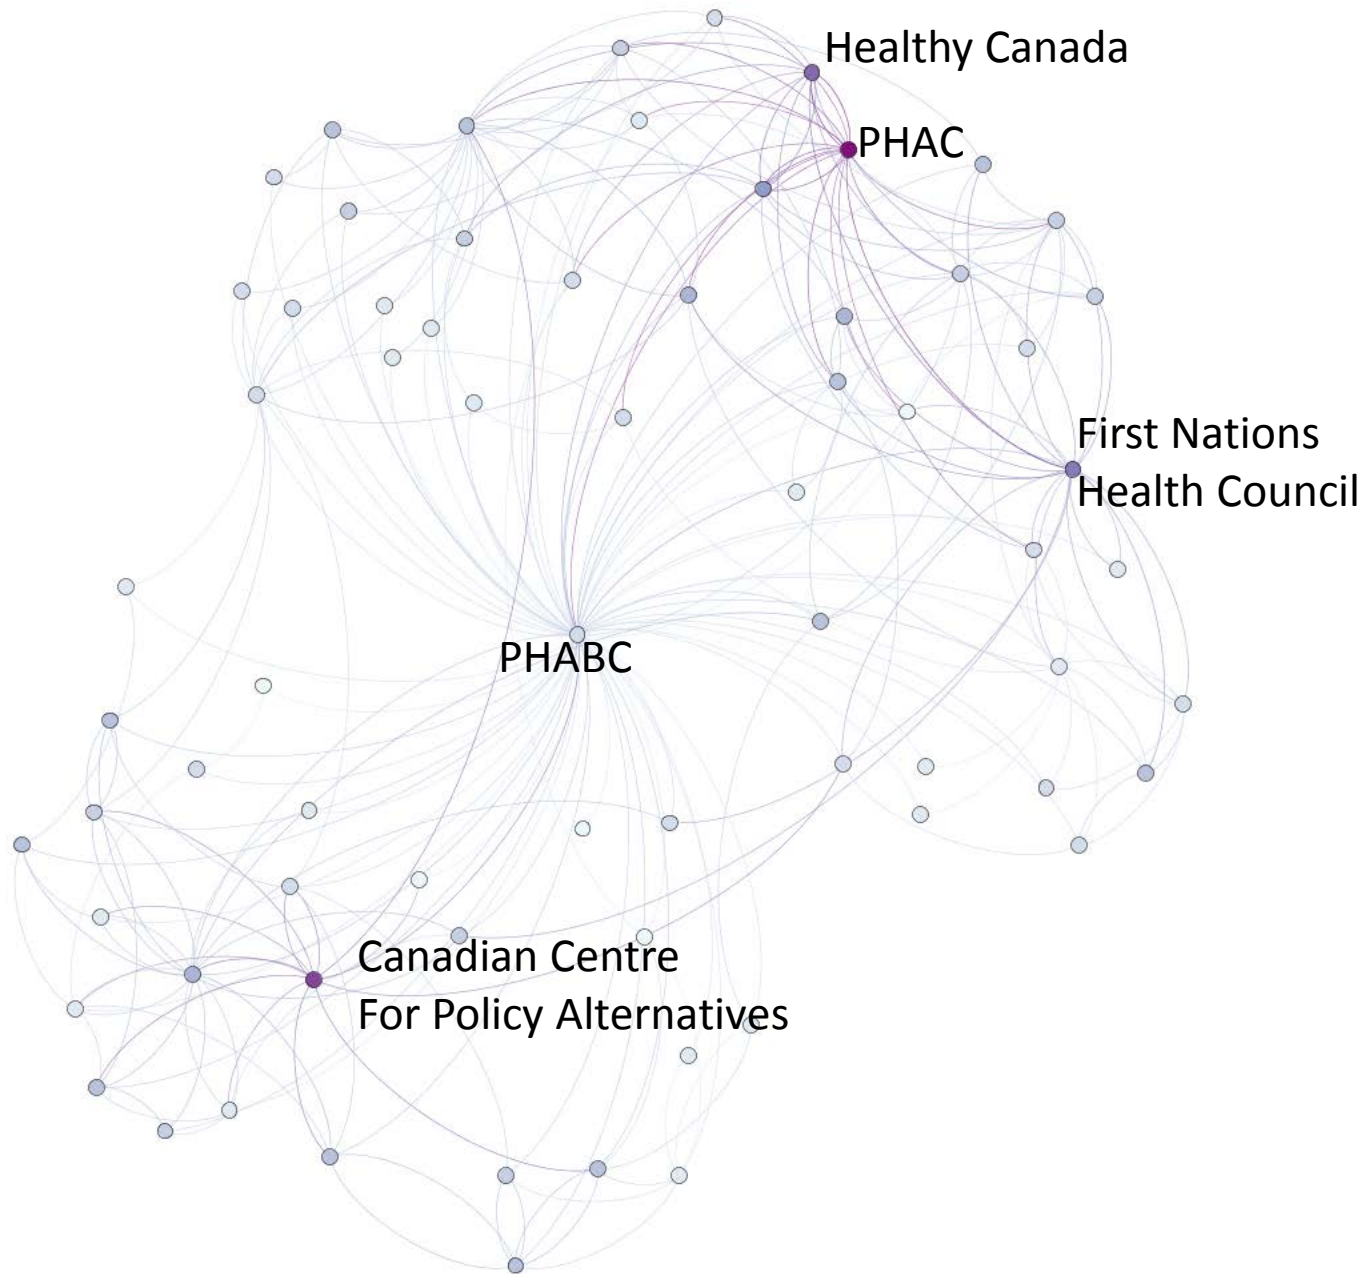 Healthy Canada
PHAC
First Nations
Health Council
PHABC
Canadian Centre
For Policy Alternatives